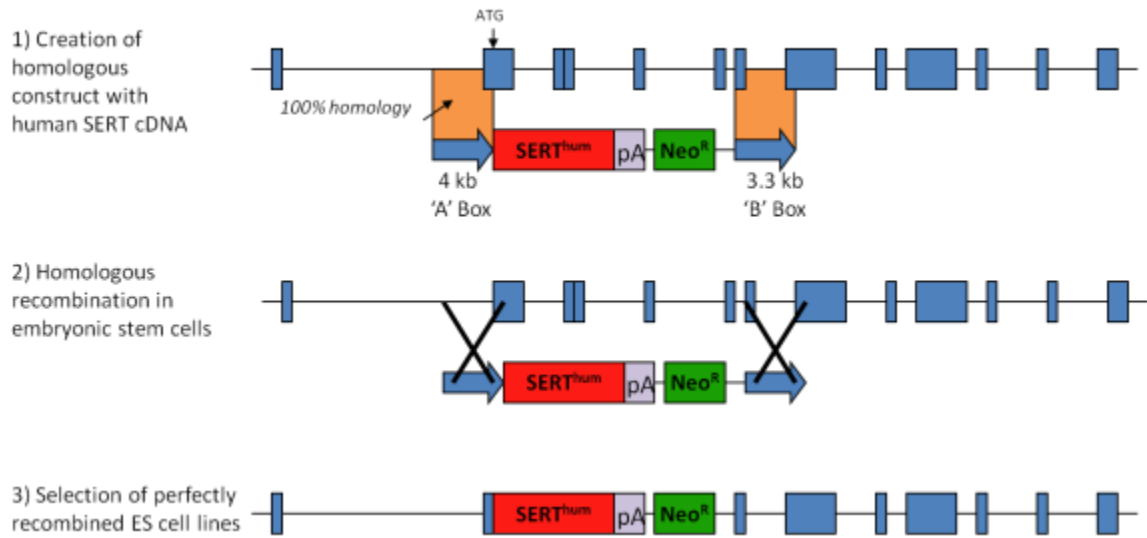 ATG
1) Creation of
homologous
construct with
human SERT cDNA
100% homology
SERThum pA NeoR
4 kb
'A' Box
3.3 kb
'B' Box
2) Homologous
recombination in
embryonic stem cells
SERThum pA NeoR
3) Selection of perfectly
recombined ES cell lines
SERThum pA NeoR